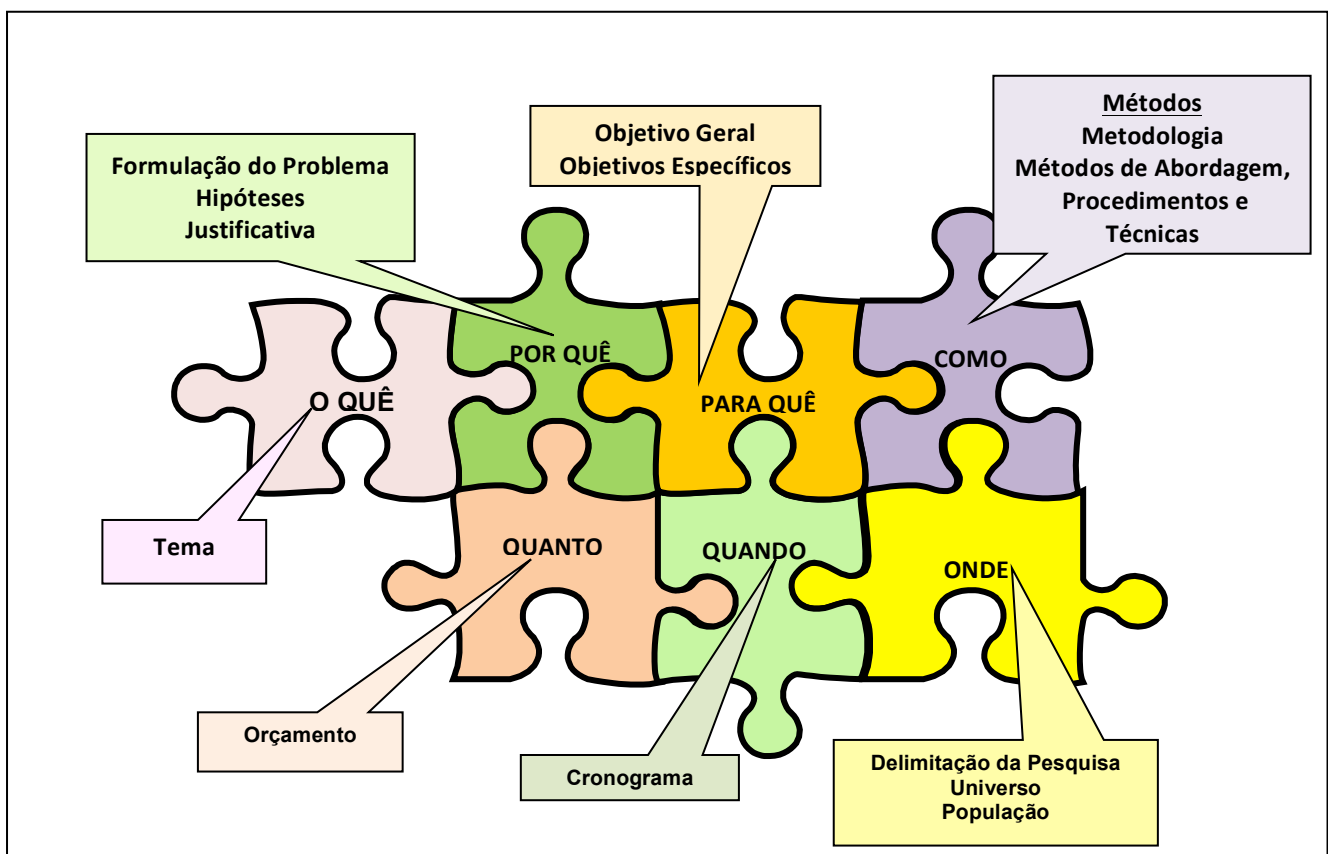 Métodos
Metodologia
Métodos de Abordagem,
Procedimentos e
Técnicas
Objetivo Geral
Objetivos Específicos
Formulação do Problema
Hipóteses
Justificativa
POR QUÊ
COMO
O QUÊ
PARA QUÊ
Tema
QUANTO
QUANDO
ONDE
Orçamento
Cronograma
Delimitação da Pesquisa
Universo
População